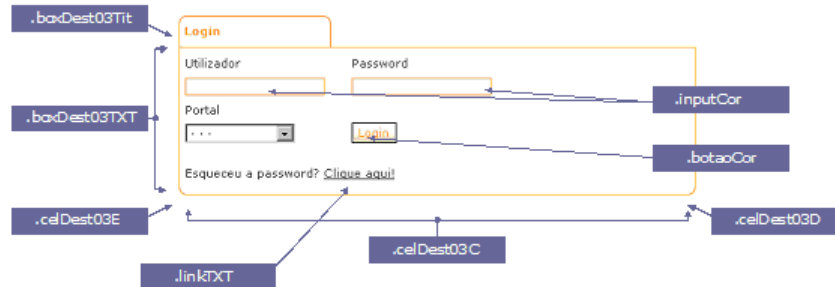 .boxDest03Tit
Login
Utilizador Password
.inputCor
.boxDest03TXT
Portal
- - - Login
.botaoCor
Esqueceu a password? Clique aqui!
.celDest03E .celDest03D
.celDest03C
.linkTXT